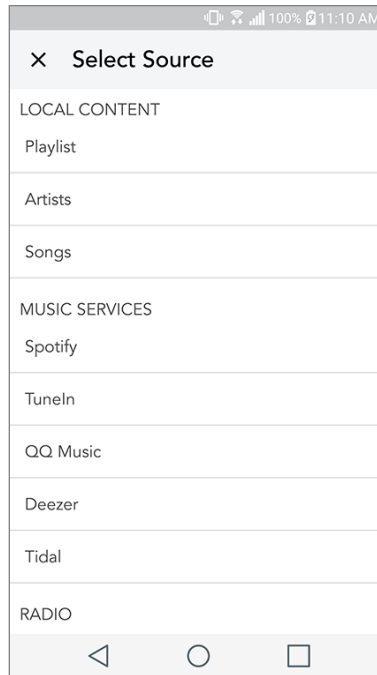 100% 11:10 AM
× Select Source
LOCAL CONTENT
Playlist
Artists
Songs
MUSIC SERVICES
Spotify
TuneIn
QQ Music
Deezer
Tidal
RADIO